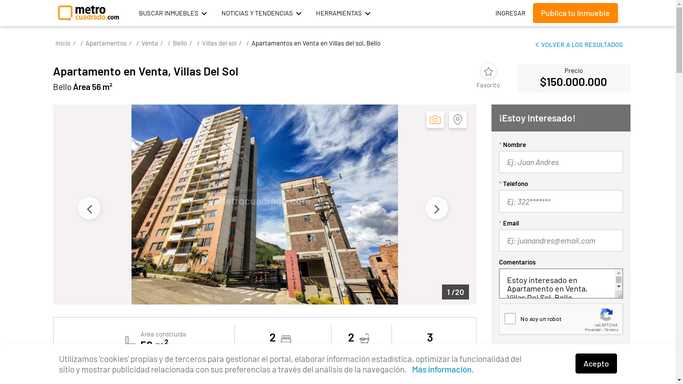 metro
cuadrado.com
BUSCAR INMUEBLES
NOTICIAS Y TENDENCIAS
HERRAMIENTAS
INGRESAR
Publica tu Inmueble
Inicio / / Apartamentos / / Venta / / Bello / / Villas del sol / / Apartamentos en Venta en Villas del sol, Bello
VOLVER A LOS RESULTADOS
Apartamento en Venta, Villas Del Sol
Bello Area 56 m²
Favorito
Precio
$150.000.000
metrocuadrado.com
1 / 20
¡Estoy Interesado!
* Nombre
Ej: Juan Andres
* Telefono
Ej: 322*******
* Email
Ej: juanandres@email.com
Comentarios
Estoy interesado en
Apartamento en Venta,
Villas Del Sol, Bello
No soy un robot
reCAPTCHA
Privacidad - Términos
Área construida
56 m²
2
2
3
Utilizamos 'cookies' propias y de terceros para gestionar el portal, elaborar información estadística, optimizar la funcionalidad del
sitio y mostrar publicidad relacionada con sus preferencias a través del análisis de la navegación. Más información.
Acepto